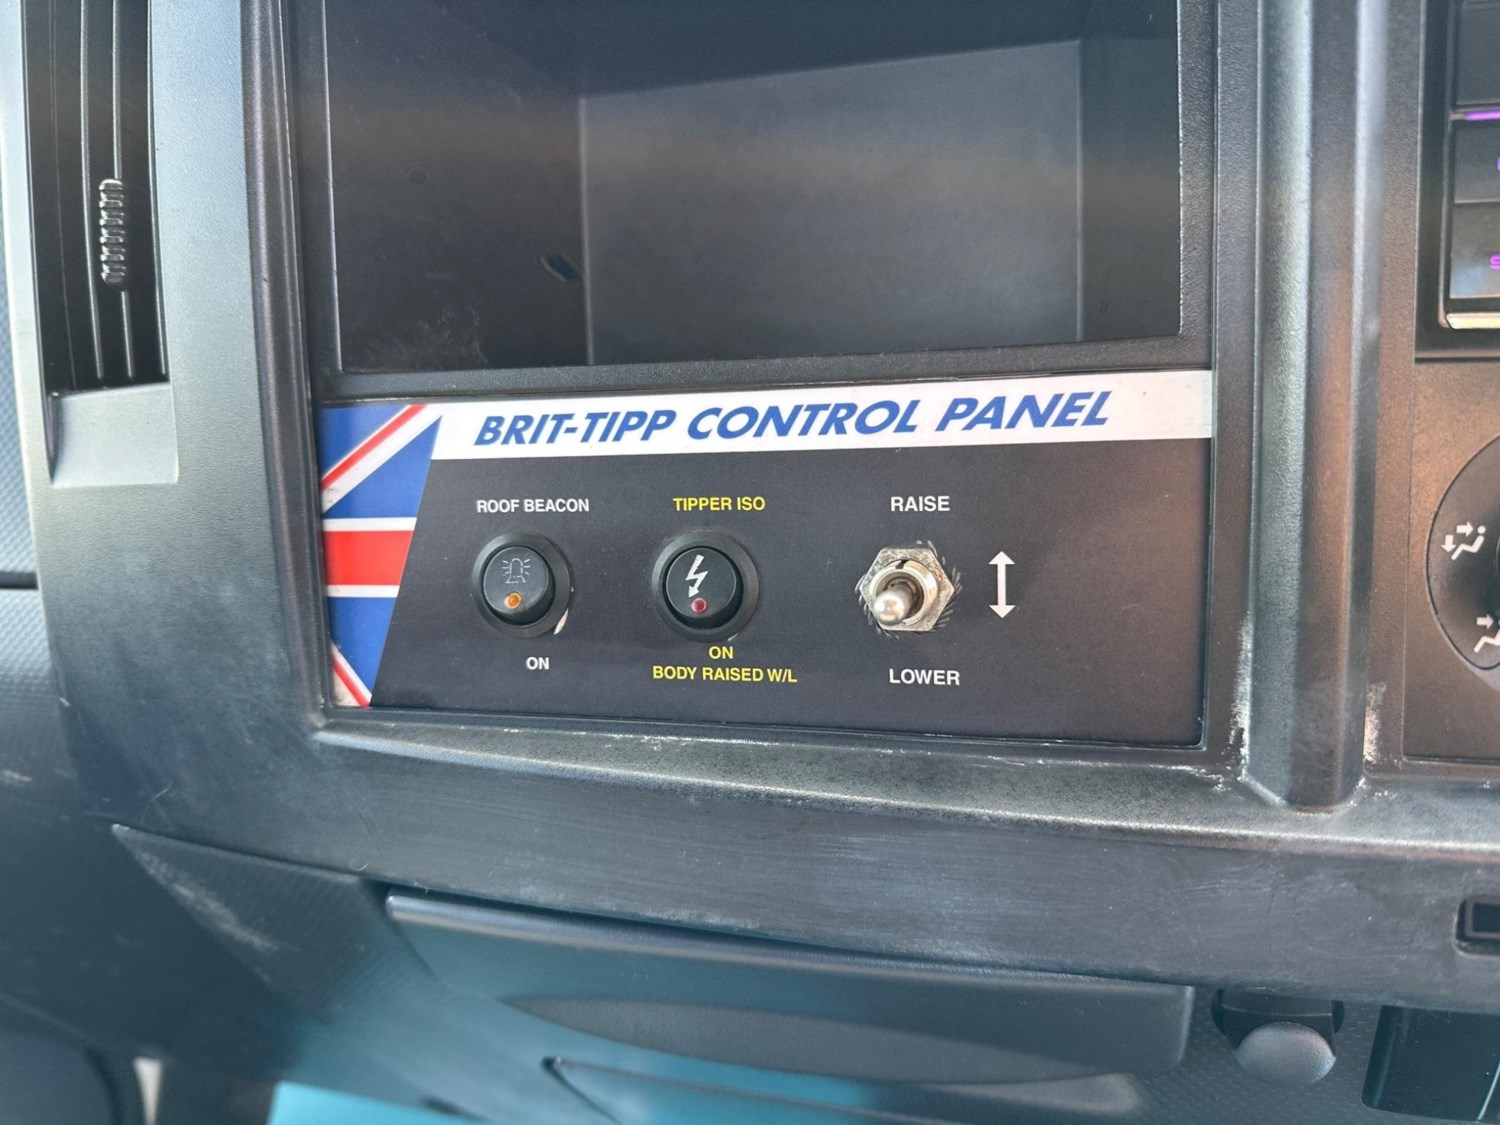 BRIT-TIPP CONTROL PANEL
ROOF BEACON
TIPPER ISO
RAISE
ON
ON
BODY RAISED W/L
LOWER